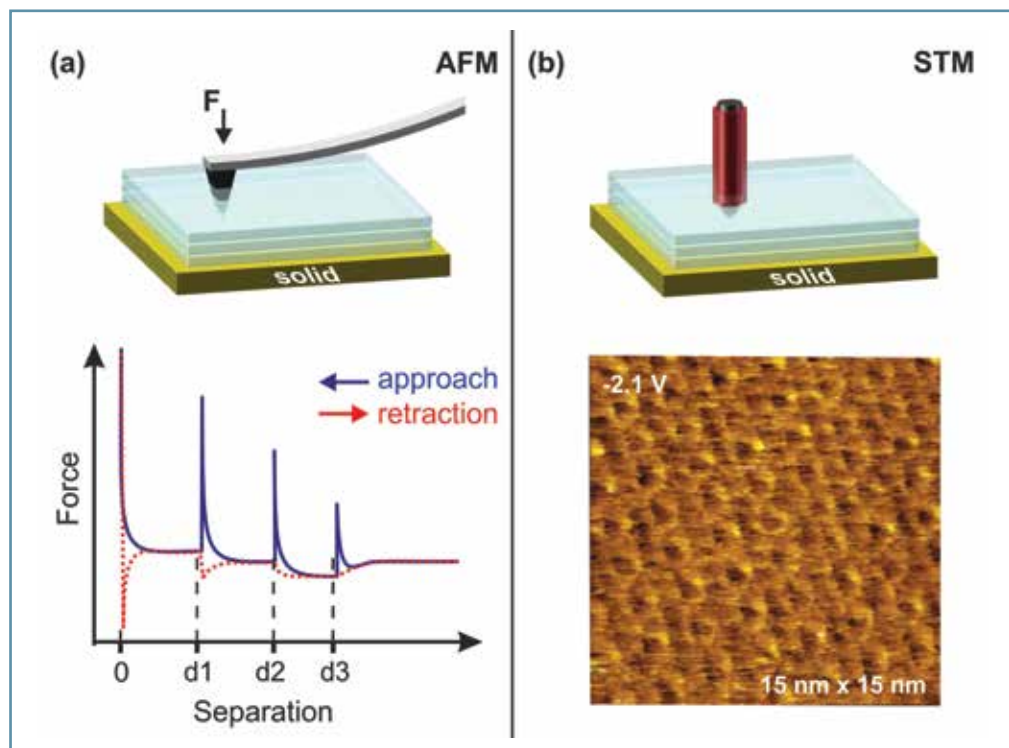 (a) AFM
F
solid
approach
retraction
Force
0 d1 d2 d3
Separation
(b) STM
solid
-2.1 V
15 nm x 15 nm